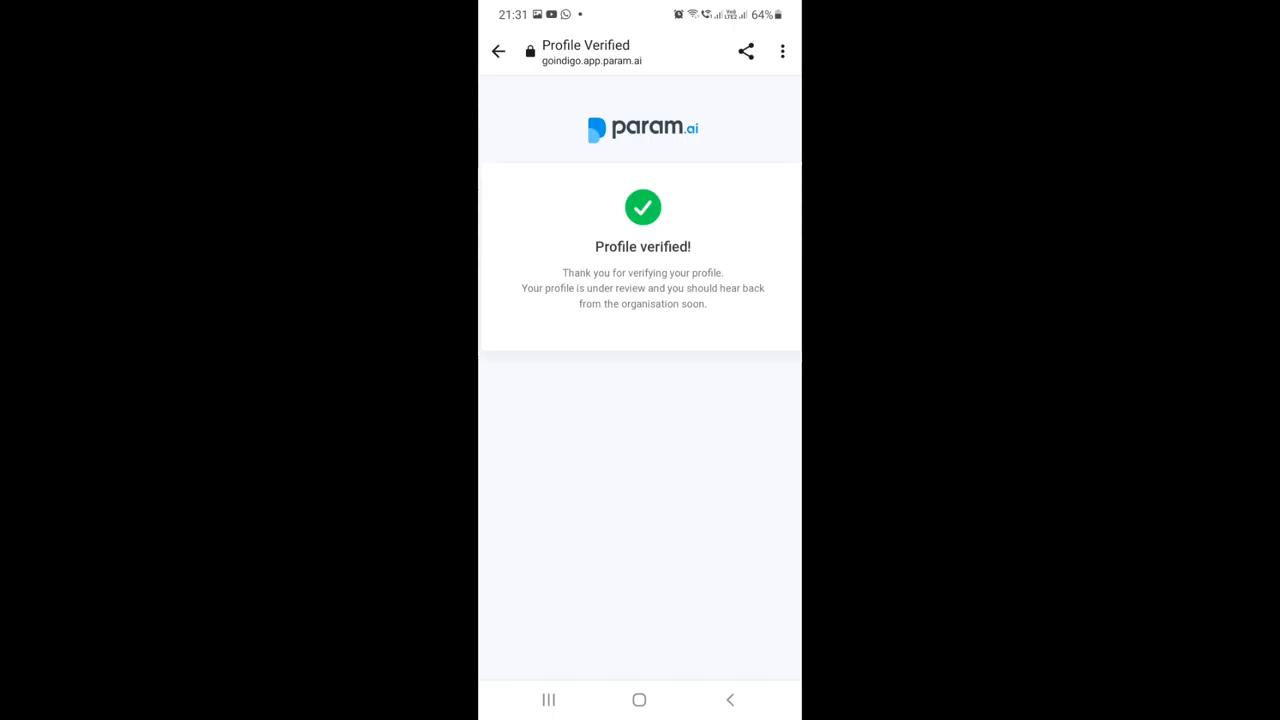 21:31
64%
Profile Verified
goindigo.app.param.ai
param.ai
Profile verified!
Thank you for verifying your profile.
Your profile is under review and you should hear back
from the organisation soon.